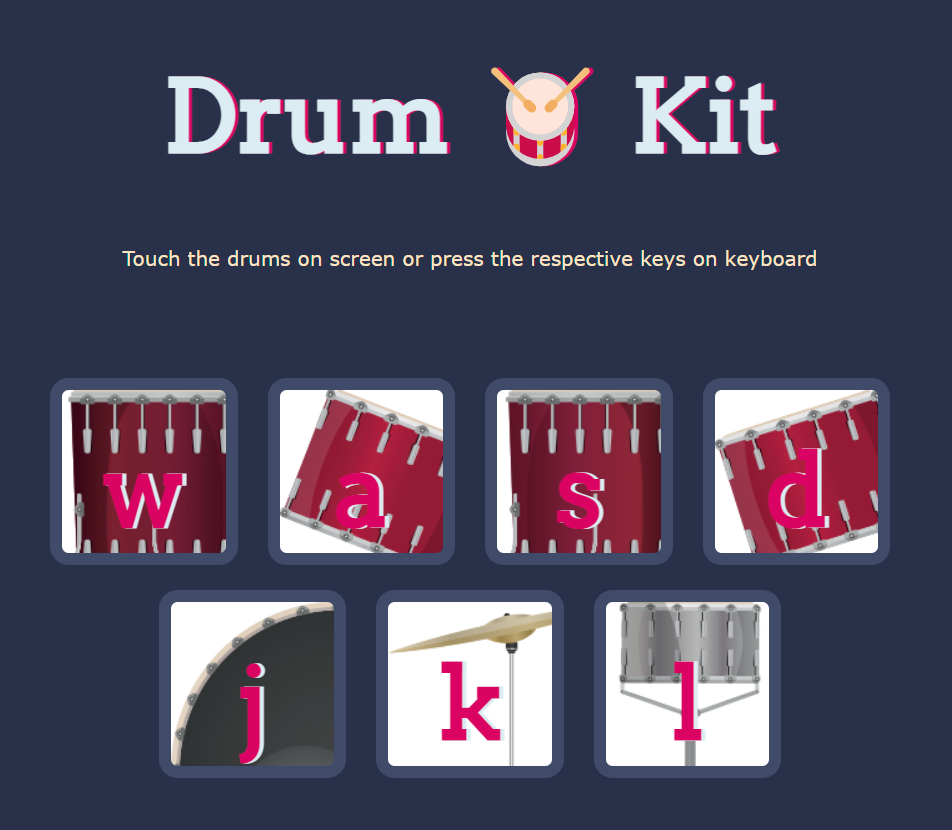 Drum Kit
Touch the drums on screen or press the respective keys on keyboard
w a s d
j k l